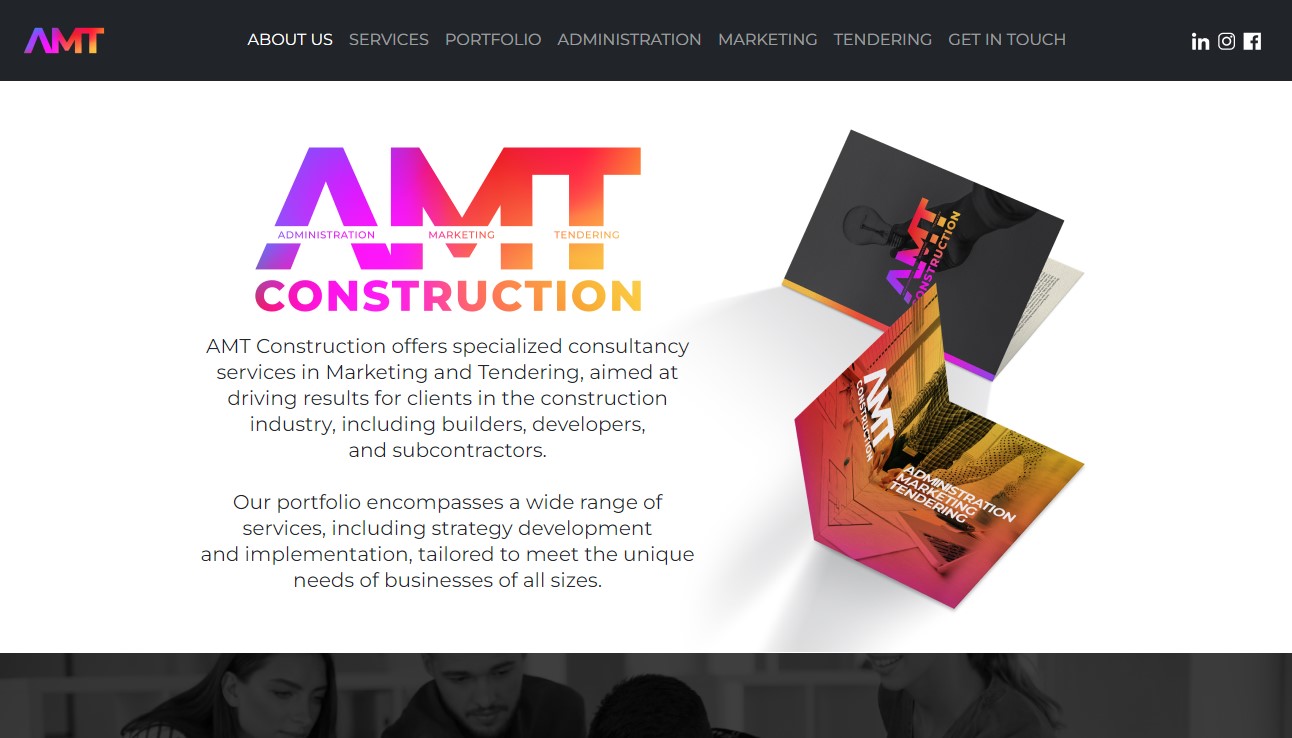 AMT
ABOUT US SERVICES PORTFOLIO ADMINISTRATION MARKETING TENDERING GET IN TOUCH
AMT
ADMINISTRATION MARKETING TENDERING
CONSTRUCTION
AMT Construction offers specialized consultancy
services in Marketing and Tendering, aimed at
driving results for clients in the construction
industry, including builders, developers,
and subcontractors.
Our portfolio encompasses a wide range of
services, including strategy development
and implementation, tailored to meet the unique
needs of businesses of all sizes.
AMT
CONSTRUCTION
AMT
CONSTRUCTION
ADMINISTRATION
MARKETING
TENDERING